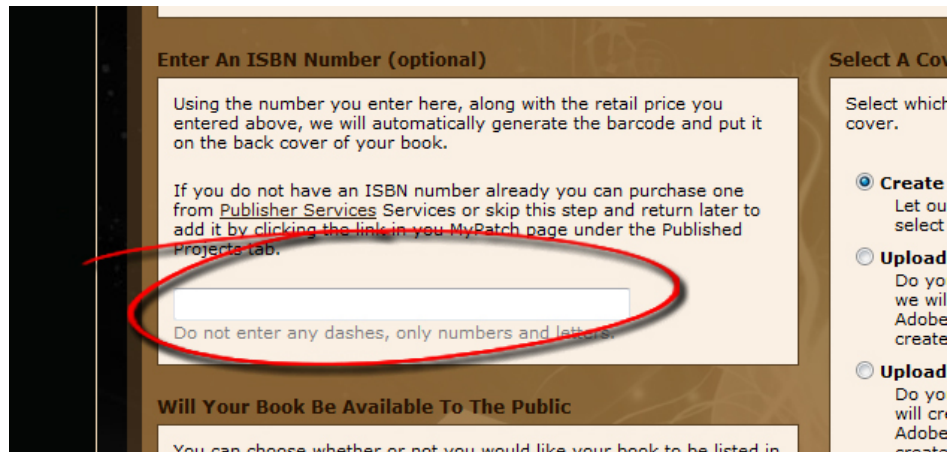 Enter An ISBN Number (optional)
Using the number you enter here, along with the retail price you
entered above, we will automatically generate the barcode and put it
on the back cover of your book.
If you do not have an ISBN number already you can purchase one
from Publisher Services Services or skip this step and return later to
add it by clicking the link in you MyPatch page under the Published
Projects tab.
Do not enter any dashes, only numbers and letters.
Will Your Book Be Available To The Public
You can choose whether or not you would like your book to be listed in
Select A Cov
Select which
cover.
Create
Let ou
select
Upload
Do you
we wil
Adobe
create
Upload
Do you
will cre
Adobe
create